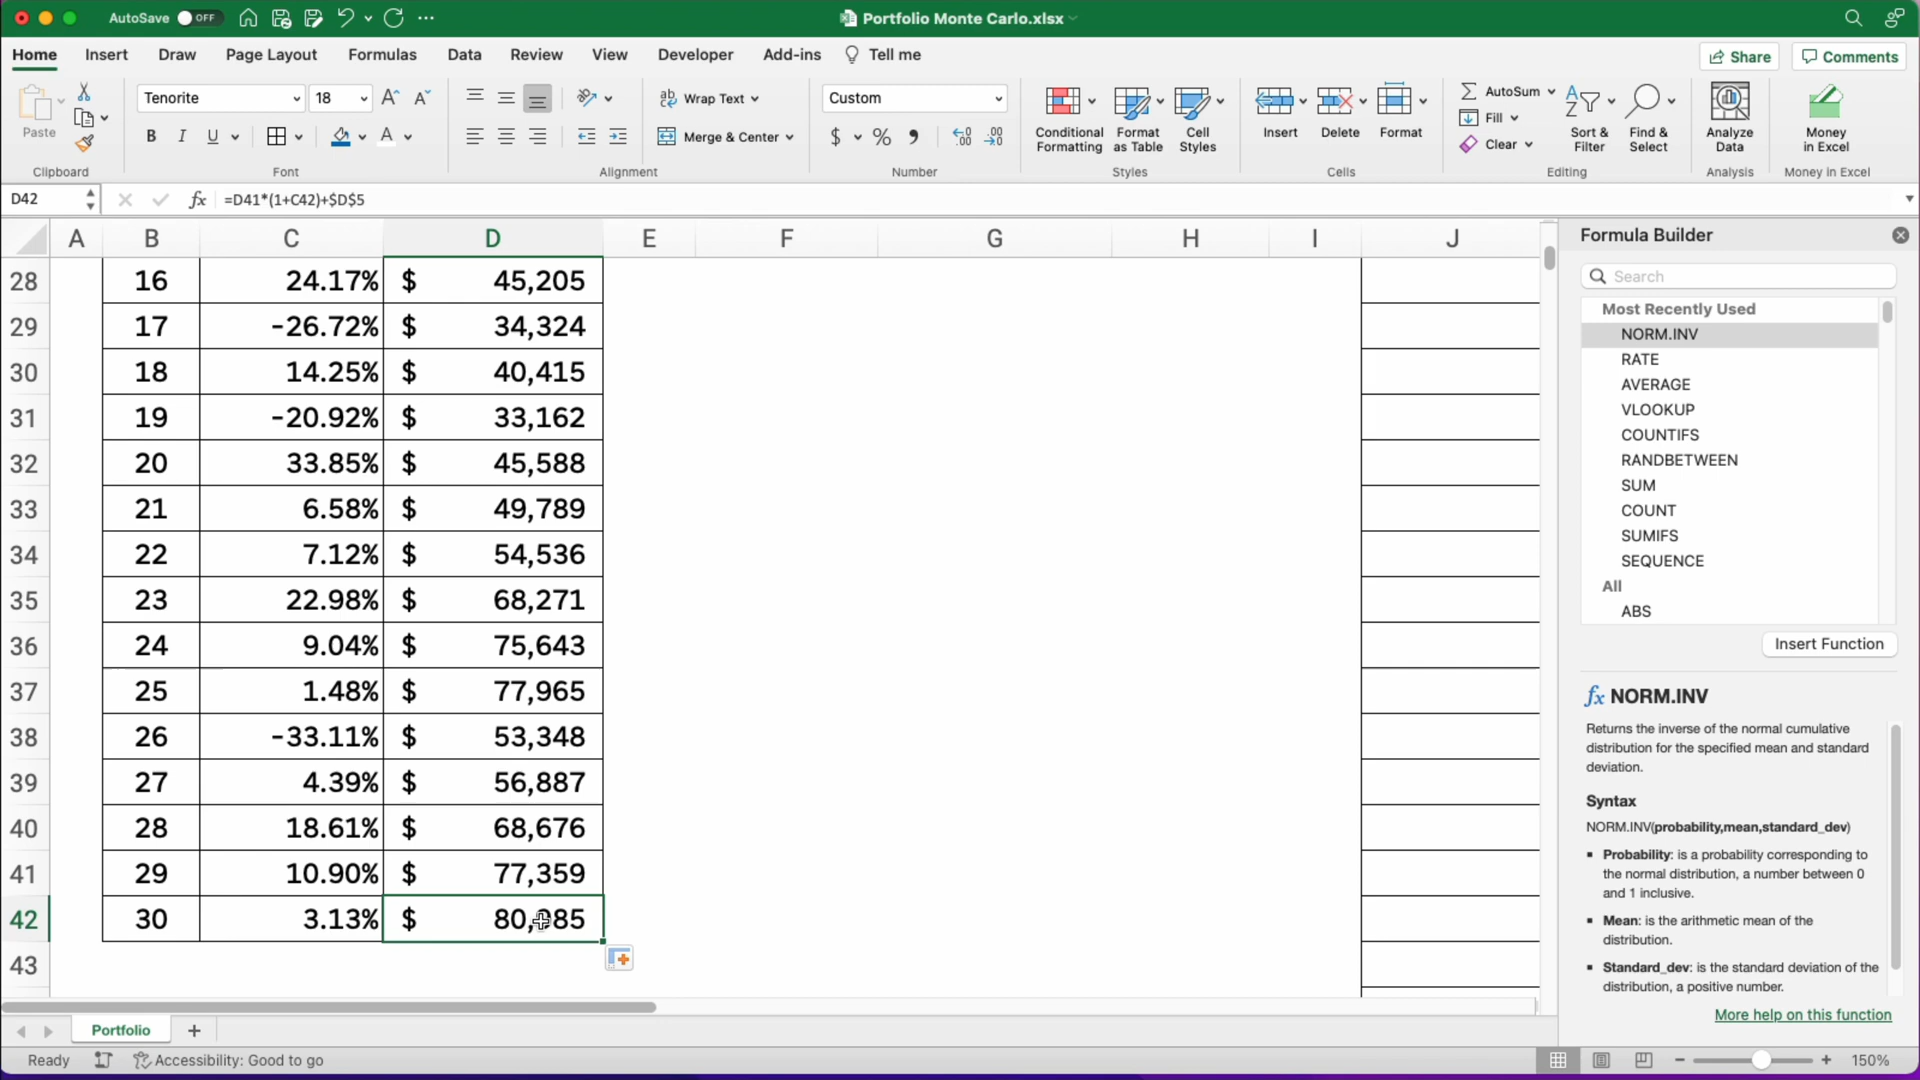 AutoSave OFF
Portfolio Monte Carlo.xlsx
Home Insert Draw Page Layout Formulas Data Review View Developer Add-ins Tell me
Share Comments
Paste
Clipboard
Tenorite 18
B I U
Font
Wrap Text
Merge & Center
Alignment
Custom
$ % ,
Number
Conditional Formatting
Format as Table
Cell Styles
Styles
Insert Delete Format
Cells
AutoSum
Fill
Clear
Sort & Filter
Find & Select
Editing
Analyze Data
Analysis
Money in Excel
Money in Excel
D42 fx =D41*(1+C42)+$D$5
A B C D E F G H I J
28 16 24.17% $ 45,205
29 17 -26.72% $ 34,324
30 18 14.25% $ 40,415
31 19 -20.92% $ 33,162
32 20 33.85% $ 45,588
33 21 6.58% $ 49,789
34 22 7.12% $ 54,536
35 23 22.98% $ 68,271
36 24 9.04% $ 75,643
37 25 1.48% $ 77,965
38 26 -33.11% $ 53,348
39 27 4.39% $ 56,887
40 28 18.61% $ 68,676
41 29 10.90% $ 77,359
42 30 3.13% $
43
Formula Builder
Search
Most Recently Used
NORM.INV
RATE
AVERAGE
VLOOKUP
COUNTIFS
RANDBETWEEN
SUM
COUNT
SUMIFS
SEQUENCE
All
ABS
Insert Function
fx NORM.INV
Returns the inverse of the normal cumulative
distribution for the specified mean and standard
deviation.
Syntax
NORM.INV(probability,mean,standard_dev)
▪ Probability: is a probability corresponding to
the normal distribution, a number between 0
and 1 inclusive.
▪ Mean: is the arithmetic mean of the
distribution.
▪ Standard_dev: is the standard deviation of the
distribution, a positive number.
More help on this function
Portfolio
Ready Accessibility: Good to go
150%